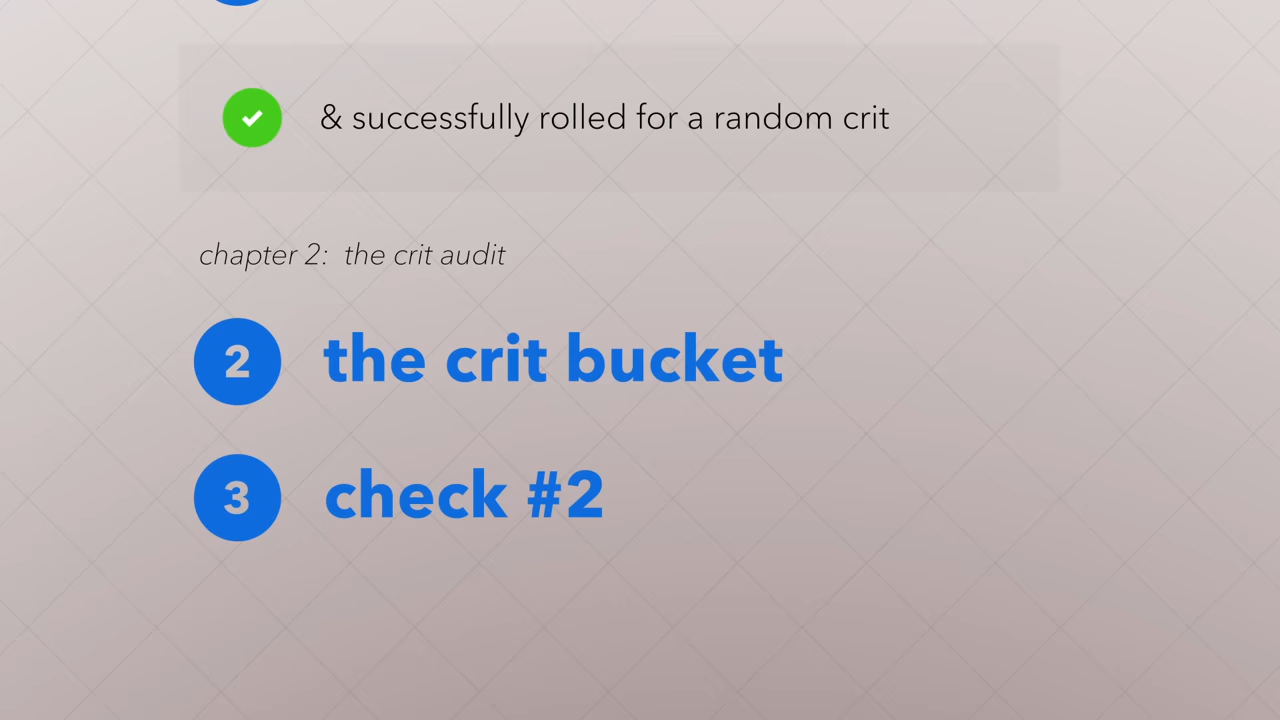 & successfully rolled for a random crit
chapter 2: the crit audit
2 the crit bucket
3 check #2